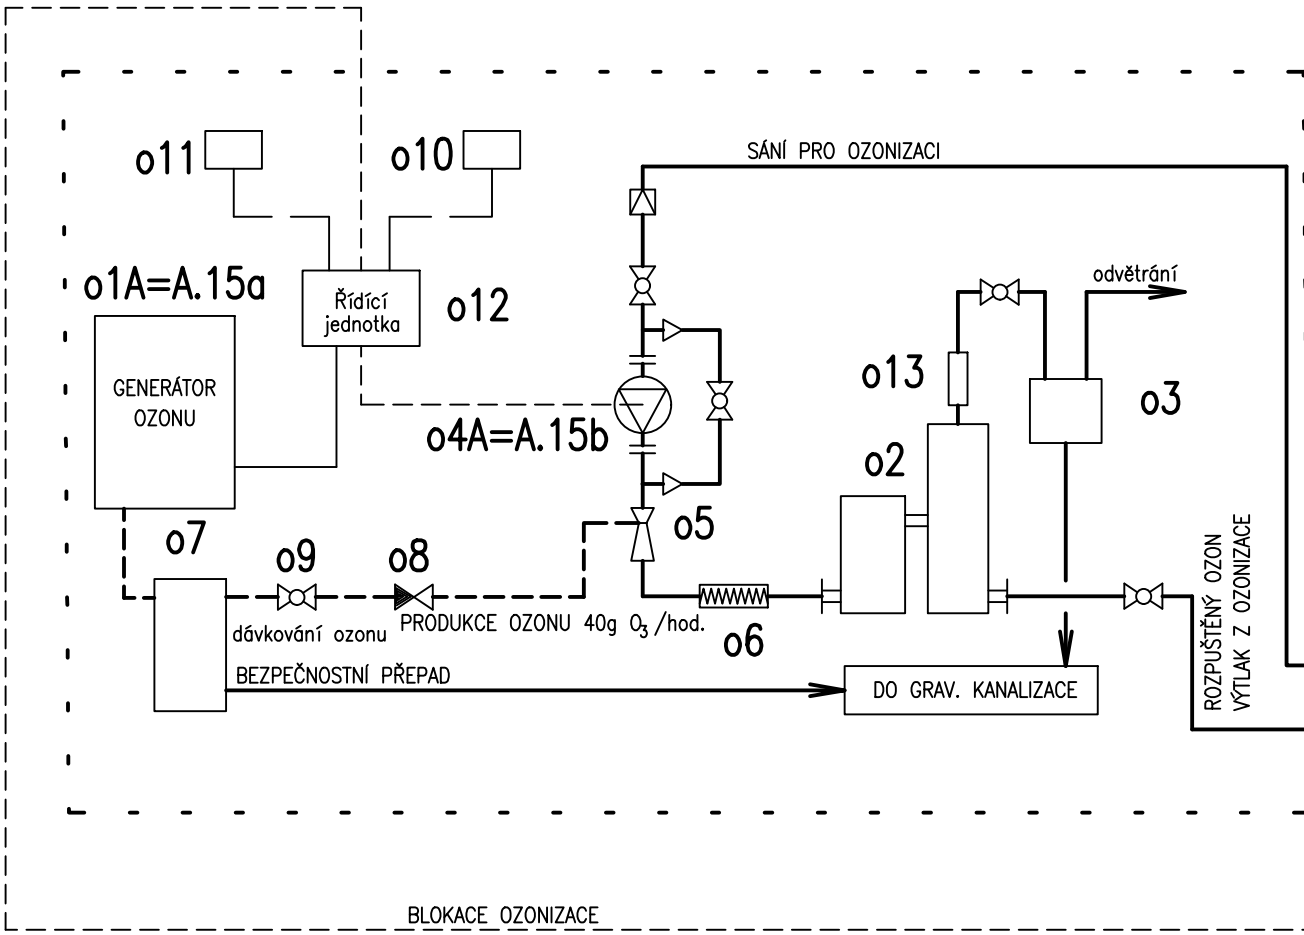 SÁNÍ PRO OZONIZACI
o11
o10
odvětrání
o1A=A.15a
Řídící
jednotka
o12
GENERÁTOR
OZONU
o13
o3
o4A=A.15b
o2
o5
o7
o9
o8
dávkování ozonu
PRODUKCE OZONU 40g O3 /hod.
o6
BEZPEČNOSTNÍ PŘEPAD
DO GRAV. KANALIZACE
ROZPUŠTĚNÝ OZON
VÝTLAK Z OZONIZACE
BLOKACE OZONIZACE